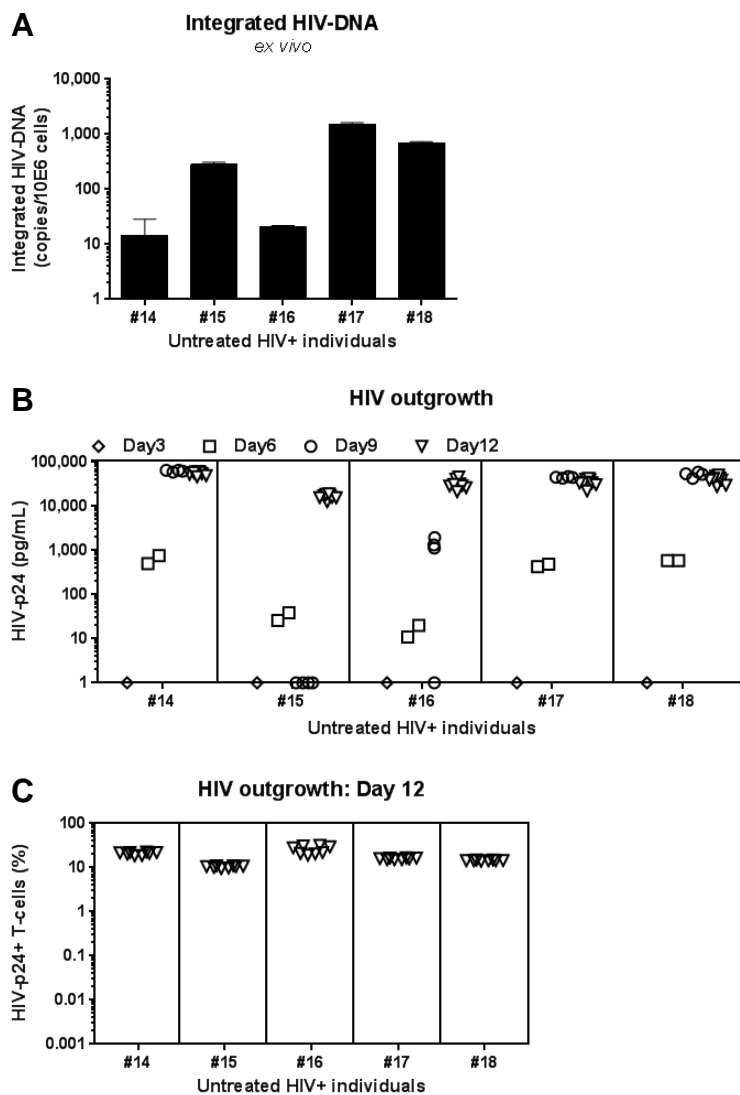 A
Integrated HIV-DNA
ex vivo
Integrated HIV-DNA
(copies/10E6 cells)
10,000
1,000
100
10
1
#14 #15 #16 #17 #18
Untreated HIV+ individuals
B
HIV outgrowth
Day3 Day6 Day9 Day12
HIV-p24 (pg/mL)
100,000
10,000
1,000
100
10
1
#14 #15 #16 #17 #18
Untreated HIV+ individuals
C
HIV outgrowth: Day 12
HIV-p24+ T-cells (%)
100
10
1
0.1
0.01
0.001
#14 #15 #16 #17 #18
Untreated HIV+ individuals